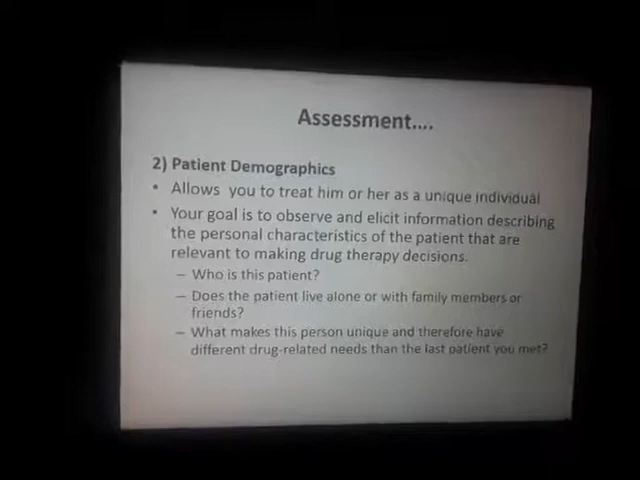 Assessment....
2) Patient Demographics
• Allows you to treat him or her as a unique individual
• Your goal is to observe and elicit information describing
the personal characteristics of the patient that are
relevant to making drug therapy decisions.
– Who is this patient?
– Does the patient live alone or with family members or
friends?
– What makes this person unique and therefore have
different drug-related needs than the last patient you met?